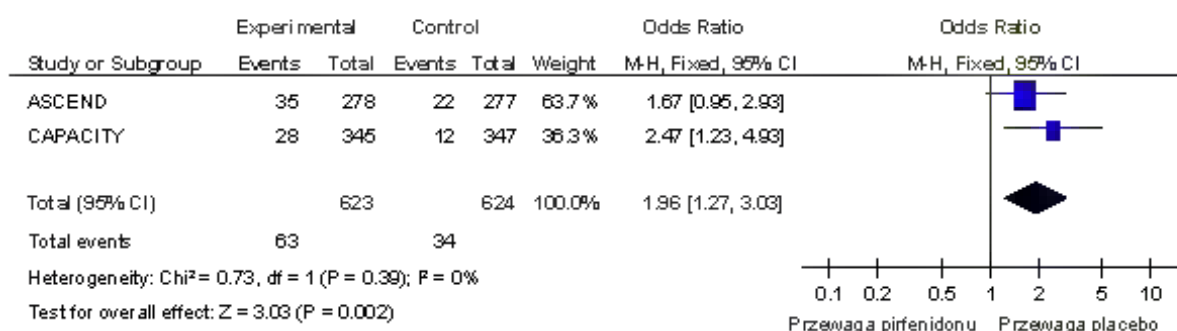 Experimental Control Odds Ratio Odds Ratio
Study or Subgroup Events Total Events Total Weight M-H, Fixed, 95% CI M-H, Fixed, 95% CI
ASCEND 35 278 22 277 63.7% 1.67 [0.95, 2.93]
CAPACITY 28 345 12 347 36.3% 2.47 [1.23, 4.93]
Total (95% CI) 623 624 100.0% 1.96 [1.27, 3.03]
Total events 63 34
Heterogeneity: Chi² = 0.73, df = 1 (P = 0.39); I² = 0%
Test for overall effect: Z = 3.03 (P = 0.002)
0.1 0.2 0.5 1 2 5 10
Przewaga pirfenidonu Przewaga placebo